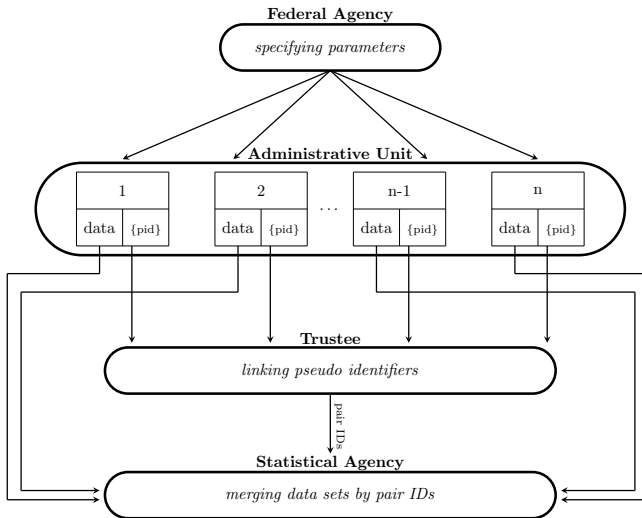 Federal Agency
specifying parameters
Administrative Unit
1 2 n-1 n
...
data {pid} data {pid} data {pid} data {pid}
Trustee
linking pseudo identifiers
pair IDs
Statistical Agency
merging data sets by pair IDs